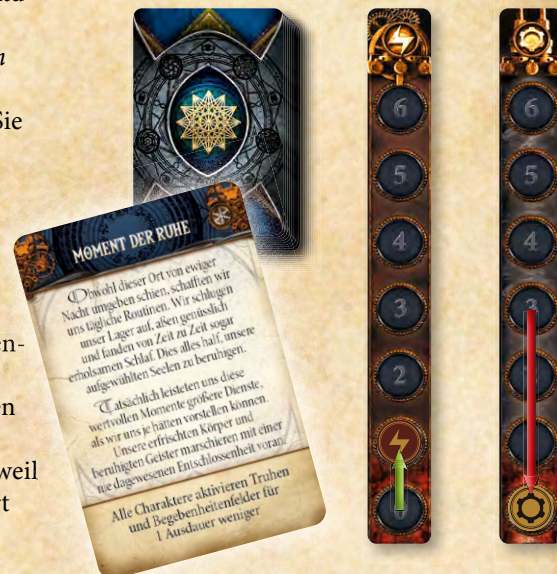 Sie
en-
en
weil
t
MOMENT DER RUHE
Obwohl dieser Ort von ewiger
Nacht umgeben schien, schafften wir
uns tägliche Routinen. Wir schlugen
unser Lager auf, aßen genüsslich
und fanden von Zeit zu Zeit sogar
erholsamen Schlaf. Dies alles half, unsere
aufgewühlten Seelen zu beruhigen.
Tatsächlich leisteten uns diese
wertvollen Momente größere Dienste,
als wir uns je hätten vorstellen können.
Unsere erfrischten Körper und
beruhigten Geister marschieren mit einer
nie dagewesenen Entschlossenheit voran.
Alle Charaktere aktivieren Truhen
und Begebenheitenfelder für
1 Ausdauer weniger
6
5
4
3
2
6
5
4
3